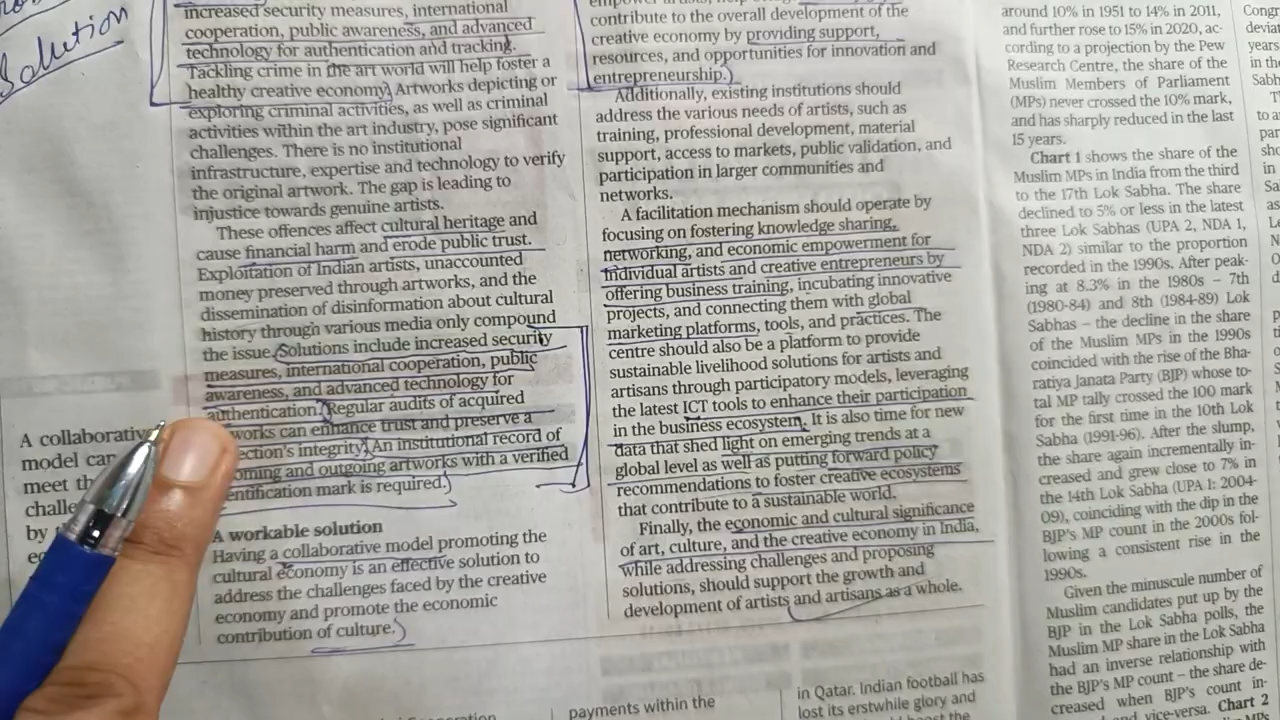 Solution
increased security measures, international
cooperation, public awareness, and advanced
technology for authentication and tracking.
Tackling crime in the art world will help foster a
healthy creative economy. Artworks depicting or
exploring criminal activities, as well as criminal
activities within the art industry, pose significant
challenges. There is no institutional
infrastructure, expertise and technology to verify
the original artwork. The gap is leading to
injustice towards genuine artists.
These offences affect cultural heritage and
cause financial harm and erode public trust.
Exploitation of Indian artists, unaccounted
money preserved through artworks, and the
dissemination of disinformation about cultural
history through various media only compound
the issue. Solutions include increased security
measures, international cooperation, public
awareness, and advanced technology for
authentication. Regular audits of acquired
works can enhance trust and preserve a
ection's integrity. An institutional record of
oming and outgoing artworks with a verified
entification mark is required.
A workable solution
Having a collaborative model promoting the
cultural economy is an effective solution to
address the challenges faced by the creative
economy and promote the economic
contribution of culture.
A collaborativ
model can
meet th
challe
by
contribute to the overall development of the
creative economy by providing support,
resources, and opportunities for innovation and
entrepreneurship.
Additionally, existing institutions should
address the various needs of artists, such as
training, professional development, material
support, access to markets, public validation, and
participation in larger communities and
networks.
A facilitation mechanism should operate by
focusing on fostering knowledge sharing,
networking, and economic empowerment for
individual artists and creative entrepreneurs by
offering business training, incubating innovative
projects, and connecting them with global
marketing platforms, tools, and practices. The
centre should also be a platform to provide
sustainable livelihood solutions for artists and
artisans through participatory models, leveraging
the latest ICT tools to enhance their participation
in the business ecosystem. It is also time for new
data that shed light on emerging trends at a
global level as well as putting forward policy
recommendations to foster creative ecosystems
that contribute to a sustainable world.
Finally, the economic and cultural significance
of art, culture, and the creative economy in India,
while addressing challenges and proposing
solutions, should support the growth and
development of artists and artisans as a whole.
payments within the
in Qatar. Indian football has
lost its erstwhile glory and
around 10% in 1951 to 14% in 2011,
and further rose to 15% in 2020, ac-
cording to a projection by the Pew
Research Centre, the share of the
Muslim Members of Parliament
(MPs) never crossed the 10% mark,
and has sharply reduced in the last
15 years.
Chart 1 shows the share of the
Muslim MPs in India from the third
to the 17th Lok Sabha. The share
declined to 5% or less in the latest
three Lok Sabhas (UPA 2, NDA 1,
NDA 2) similar to the proportion
recorded in the 1990s. After peak-
ing at 8.3% in the 1980s – 7th
(1980-84) and 8th (1984-89) Lok
Sabhas – the decline in the share
of the Muslim MPs in the 1990s
coincided with the rise of the Bha-
ratiya Janata Party (BJP) whose to-
tal MP tally crossed the 100 mark
for the first time in the 10th Lok
Sabha (1991-96). After the slump,
the share again incrementally in-
creased and grew close to 7% in
the 14th Lok Sabha (UPA 1: 2004-
09), coinciding with the dip in the
BJP's MP count in the 2000s fol-
lowing a consistent rise in the
1990s.
Given the minuscule number of
Muslim candidates put up by the
BJP in the Lok Sabha polls, the
Muslim MP share in the Lok Sabha
had an inverse relationship with
the BJP's MP count – the share de-
creased when BJP's count in-
vice-versa. Chart 2